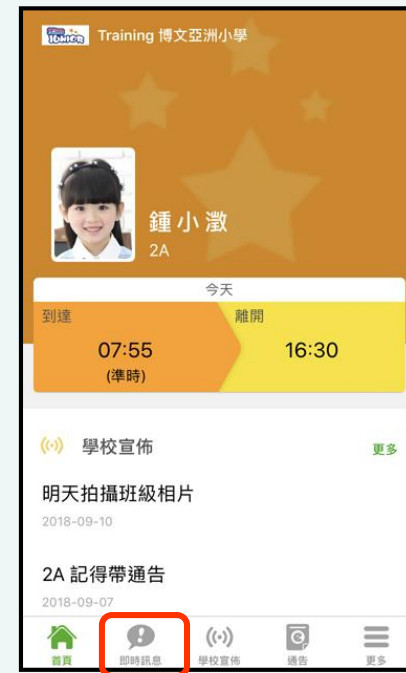 JUNIOR
Training 博文亞洲小學
鍾小澂
2A
今天
到達
離開
07:55
16:30
(準時)
學校宣佈
更多
明天拍攝班級相片
2018-09-10
2A 記得帶通告
2018-09-07
首頁
即時訊息
學校宣佈
通告
更多